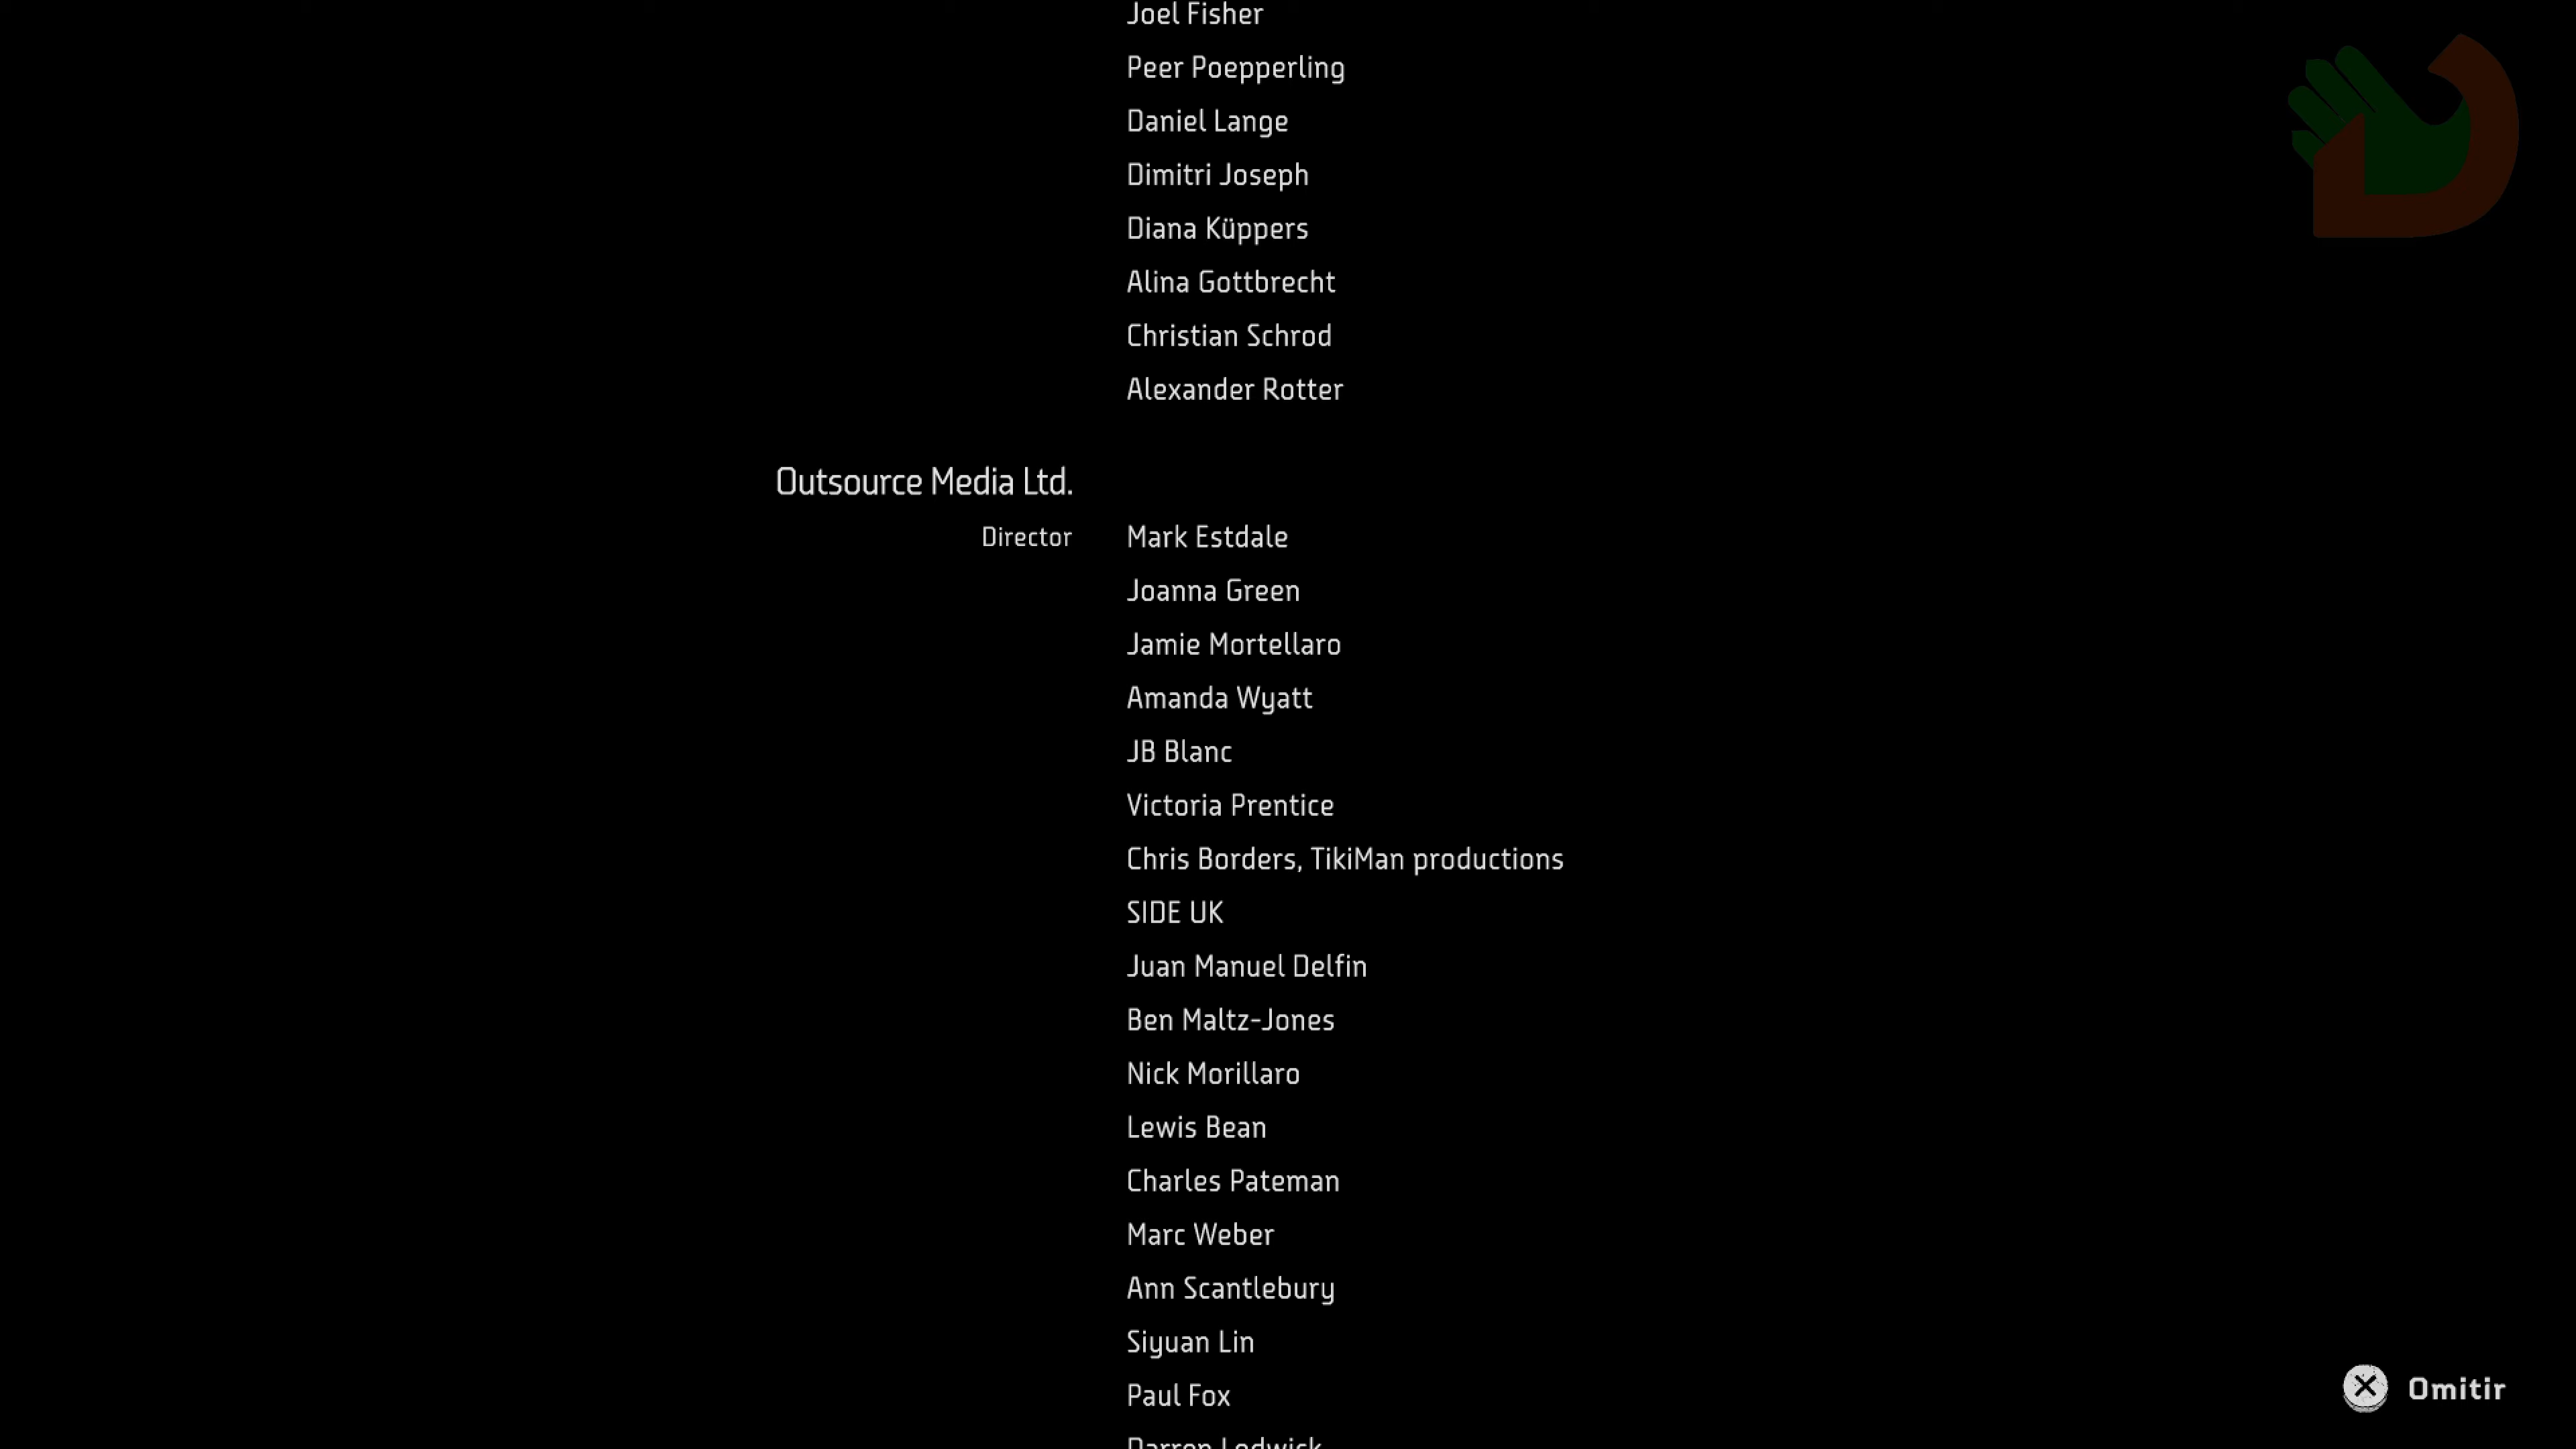 Joel Fisher
Peer Poepperling
Daniel Lange
Dimitri Joseph
Diana Küppers
Alina Gottbrecht
Christian Schrod
Alexander Rotter
Outsource Media Ltd.
Director Mark Estdale
Joanna Green
Jamie Mortellaro
Amanda Wyatt
JB Blanc
Victoria Prentice
Chris Borders, TikiMan productions
SIDE UK
Juan Manuel Delfin
Ben Maltz-Jones
Nick Morillaro
Lewis Bean
Charles Pateman
Marc Weber
Ann Scantlebury
Siyuan Lin
Paul Fox
Omitir